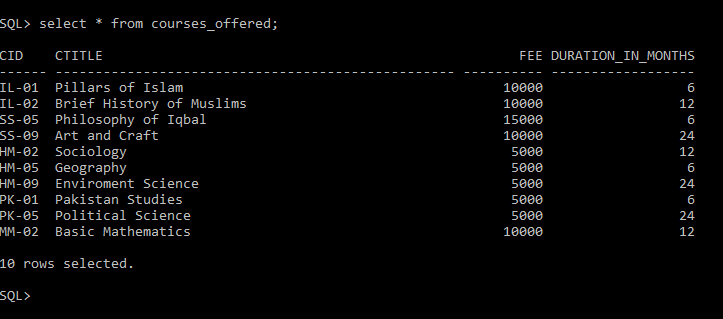 SQL> select * from courses_offered;
CID    CTITLE                                                    FEE DURATION_IN_MONTHS
------ -------------------------------------------------- ---------- ------------------
IL-01  Pillars of Islam                                        10000                  6
IL-02  Brief History of Muslims                                10000                 12
SS-05  Philosophy of Iqbal                                     15000                  6
SS-09  Art and Craft                                           10000                 24
HM-02  Sociology                                                5000                 12
HM-05  Geography                                                5000                  6
HM-09  Enviroment Science                                       5000                 24
PK-01  Pakistan Studies                                         5000                  6
PK-05  Political Science                                        5000                 24
MM-02  Basic Mathematics                                       10000                 12
10 rows selected.
SQL>